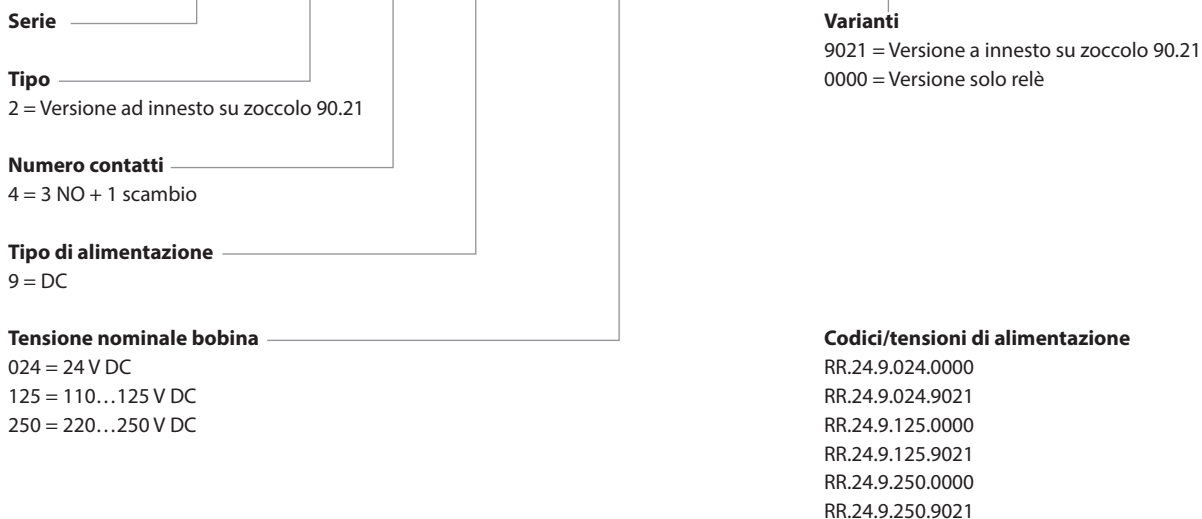 Serie
Tipo
2 = Versione ad innesto su zoccolo 90.21
Numero contatti
4 = 3 NO + 1 scambio
Tipo di alimentazione
9 = DC
Tensione nominale bobina
024 = 24 V DC
125 = 110…125 V DC
250 = 220…250 V DC
Varianti
9021 = Versione a innesto su zoccolo 90.21
0000 = Versione solo relè
Codici/tensioni di alimentazione
RR.24.9.024.0000
RR.24.9.024.9021
RR.24.9.125.0000
RR.24.9.125.9021
RR.24.9.250.0000
RR.24.9.250.9021